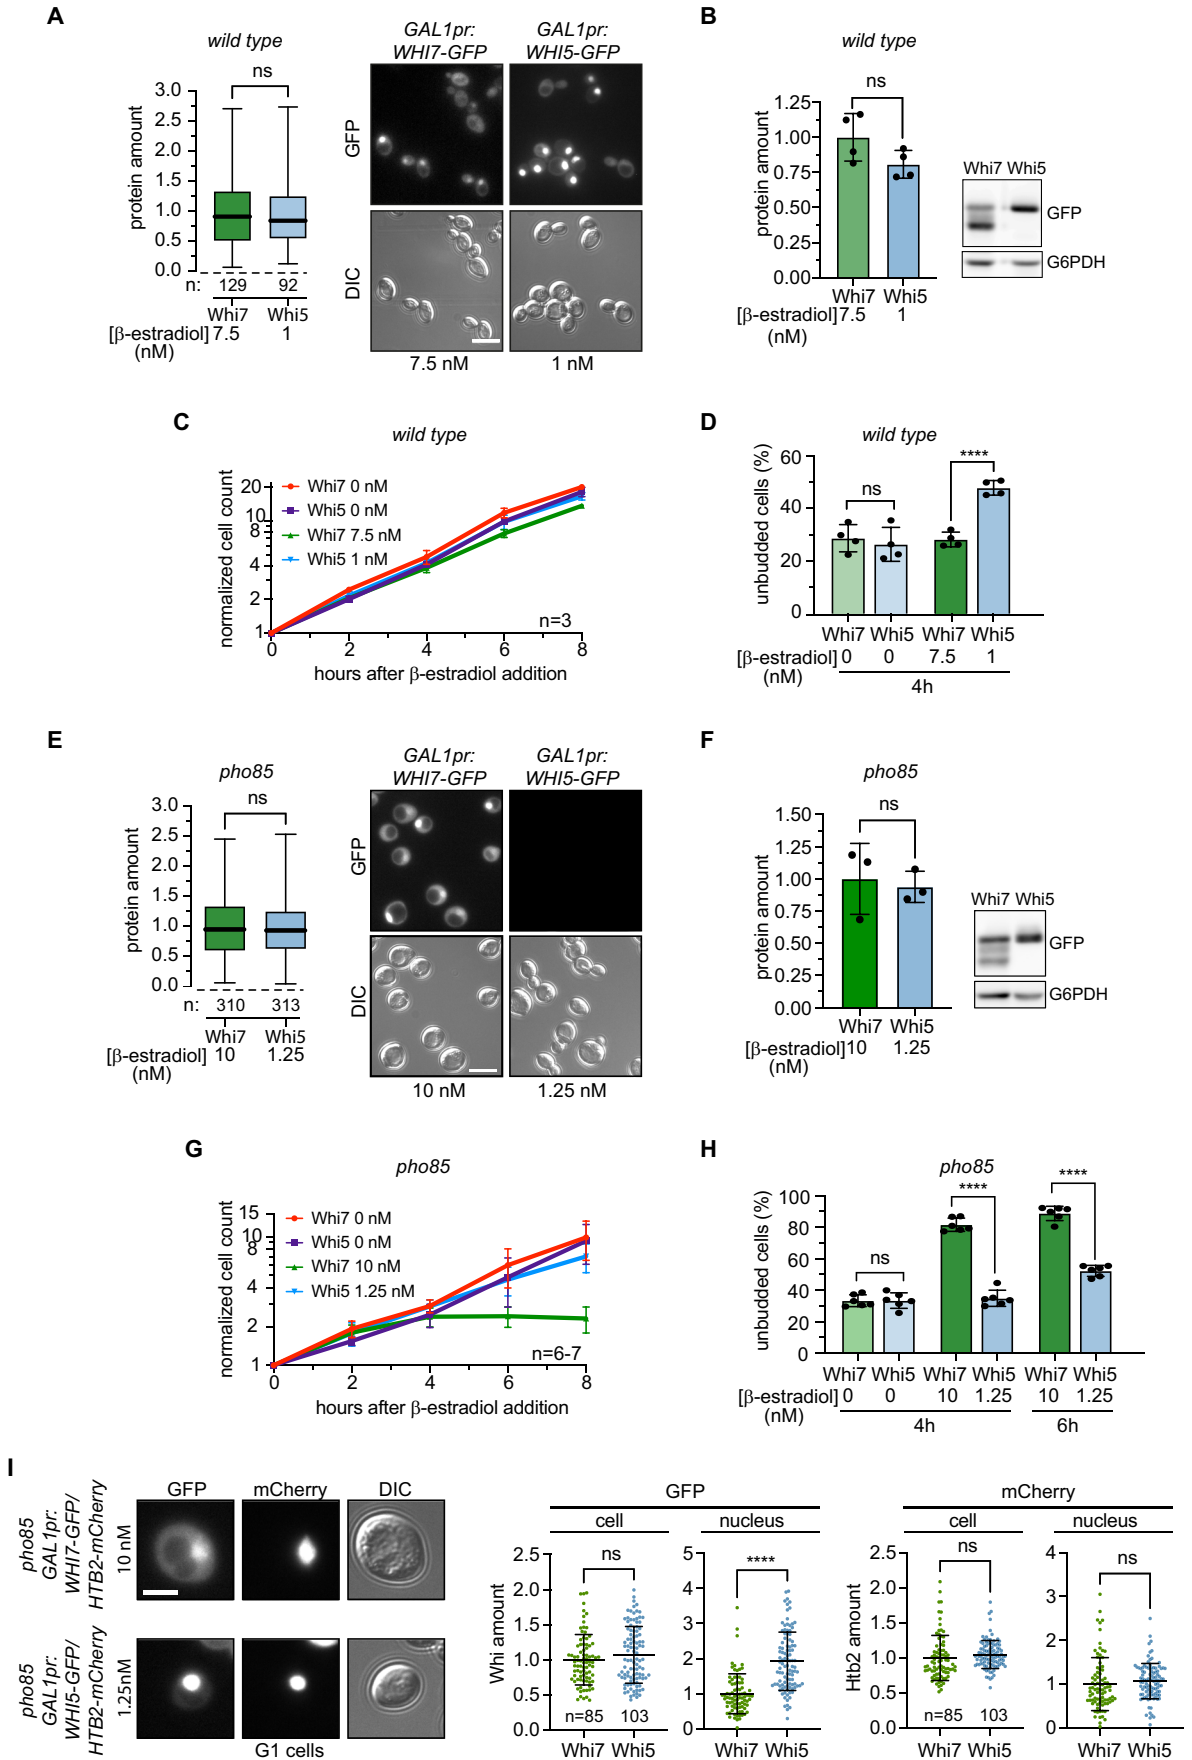 A
wild type
ns
protein amount
3.0
2.5
2.0
1.5
1.0
0.5
0.0
n: 129 92
Whi7 Whi5
[β-estradiol] 7.5 1
(nM)
GAL1pr: GAL1pr:
WHI7-GFP WHI5-GFP
GFP
DIC
7.5 nM 1 nM
B
wild type
ns
protein amount
1.25
1.00
0.75
0.50
0.25
0.00
Whi7 Whi5
[β-estradiol] 7.5 1
(nM)
Whi7 Whi5
GFP
G6PDH
C
wild type
normalized cell count
20
10
8
4
2
1
Whi7 0 nM
Whi5 0 nM
Whi7 7.5 nM
Whi5 1 nM
n=3
0 2 4 6 8
hours after β-estradiol addition
D
wild type
unbudded cells (%)
60
40
20
0
ns
****
Whi7 Whi5 Whi7 Whi5
[β-estradiol] 0 0 7.5 1
(nM)
4h
E
pho85
ns
protein amount
3.0
2.5
2.0
1.5
1.0
0.5
0.0
n: 310 313
Whi7 Whi5
[β-estradiol] 10 1.25
(nM)
GAL1pr: GAL1pr:
WHI7-GFP WHI5-GFP
GFP
DIC
10 nM 1.25 nM
F
pho85
ns
protein amount
1.50
1.25
1.00
0.75
0.50
0.25
0.00
Whi7 Whi5
[β-estradiol] 10 1.25
(nM)
Whi7 Whi5
GFP
G6PDH
G
pho85
normalized cell count
15
10
8
4
2
1
Whi7 0 nM
Whi5 0 nM
Whi7 10 nM
Whi5 1.25 nM
n=6-7
0 2 4 6 8
hours after β-estradiol addition
H
pho85
unbudded cells (%)
100
80
60
40
20
0
ns
****
****
Whi7 Whi5 Whi7 Whi5 Whi7 Whi5
[β-estradiol] 0 0 10 1.25 10 1.25
(nM)
4h 6h
I
GFP mCherry DIC
pho85
GAL1pr:
WHI7-GFP/
HTB2-mCherry
10 nM
pho85
GAL1pr:
WHI5-GFP/
HTB2-mCherry
1.25nM
G1 cells
GFP
cell nucleus
Whi amount
2.5
2.0
1.5
1.0
0.5
0.0
ns
n=85 103
Whi7 Whi5
5
4
3
2
1
0
****
Whi7 Whi5
mCherry
cell nucleus
Htb2 amount
2.5
2.0
1.5
1.0
0.5
0.0
ns
n=85 103
Whi7 Whi5
4
3
2
1
0
ns
Whi7 Whi5